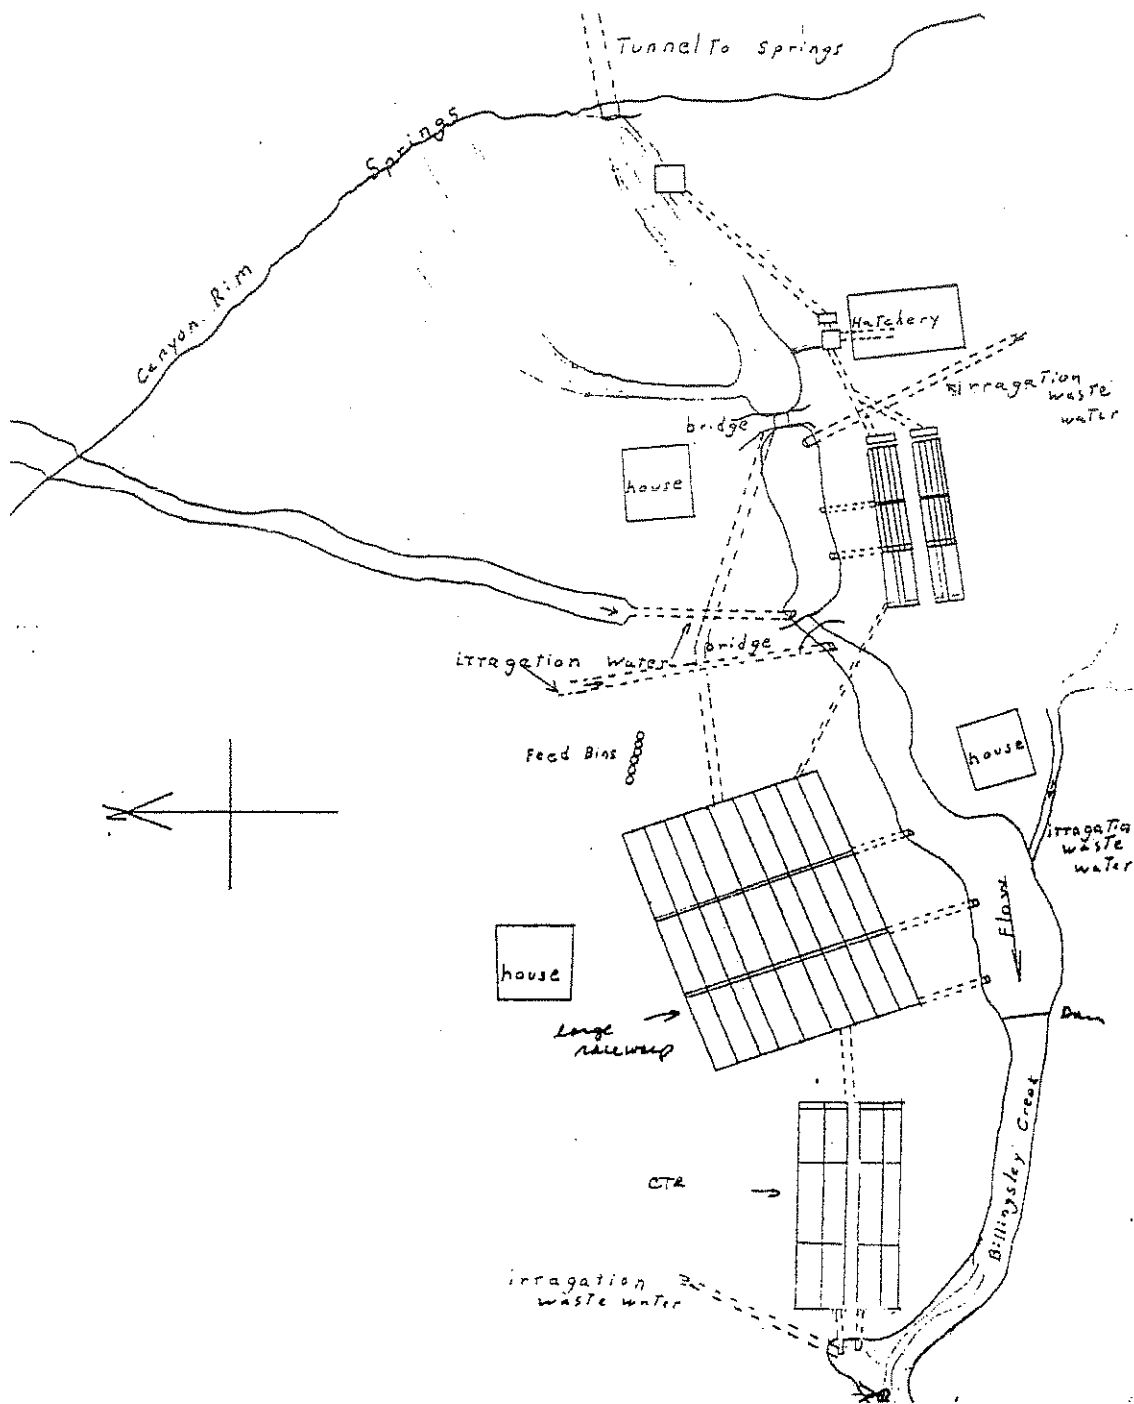 Tunnel To Springs
Springs
Canyon Rim
Hatchery
irragation
waste
water
bridge
house
bridge
irragation Water
Feed Bins
house
irragation
waste
water
Flow
house
Large
raceway
Dam
Billingsley Creek
CTR
irragation
waste water